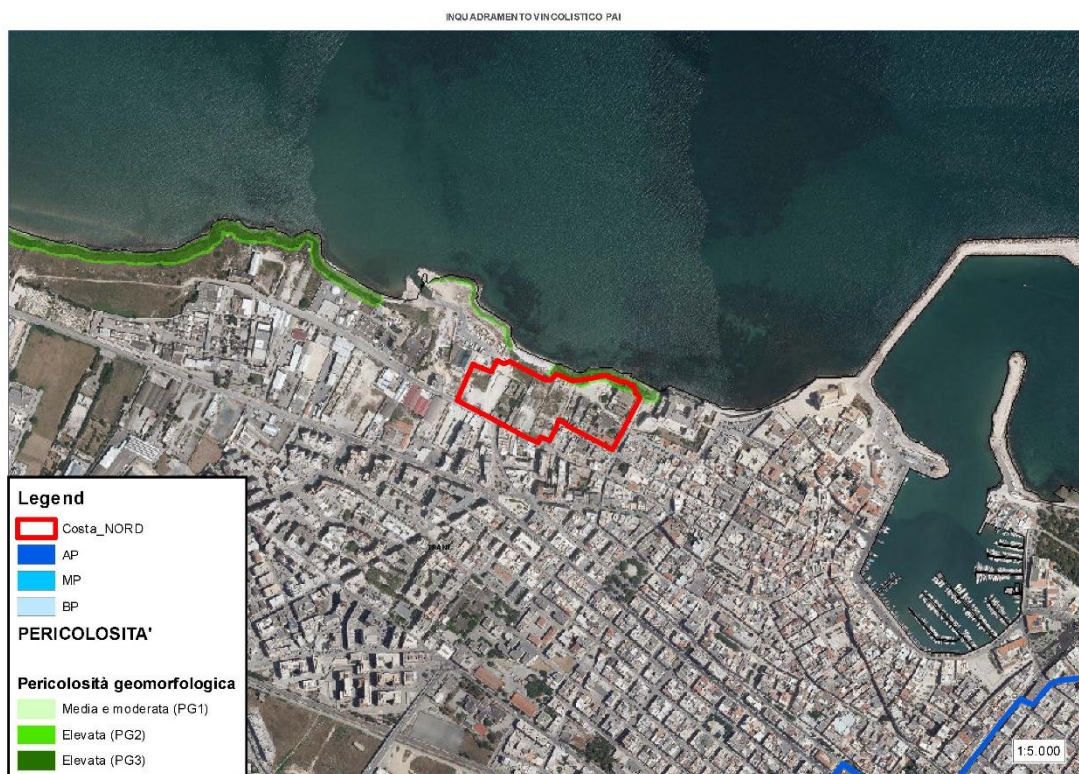 INQUADRAMENTO VINCOLISTICO PAI
TRANI
Legend
Costa_NORD
AP
MP
BP
PERICOLOSITA'
Pericolosità geomorfologica
Media e moderata (PG1)
Elevata (PG2)
Elevata (PG3)
1:5.000